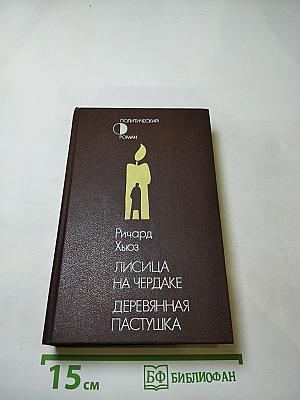 ПОЛИТИЧЕСКИЙ
РОМАН
Ричард
Хьюз
ЛИСИЦА
НА ЧЕРДАКЕ
ДЕРЕВЯННАЯ
ПАСТУШКА
15 см
БФ БИБЛИОФАН